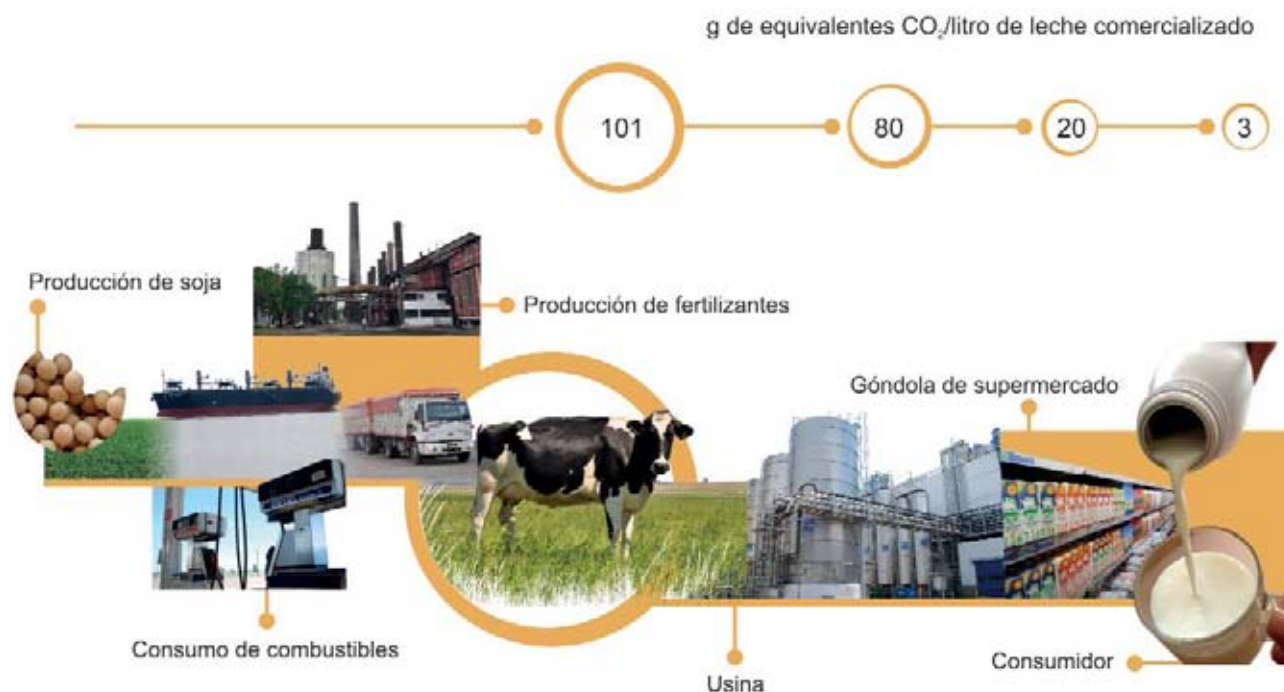 g de equivalentes CO₂/litro de leche comercializado
101
80
20
3
Producción de soja
Producción de fertilizantes
Góndola de supermercado
Consumo de combustibles
Consumidor
Usina